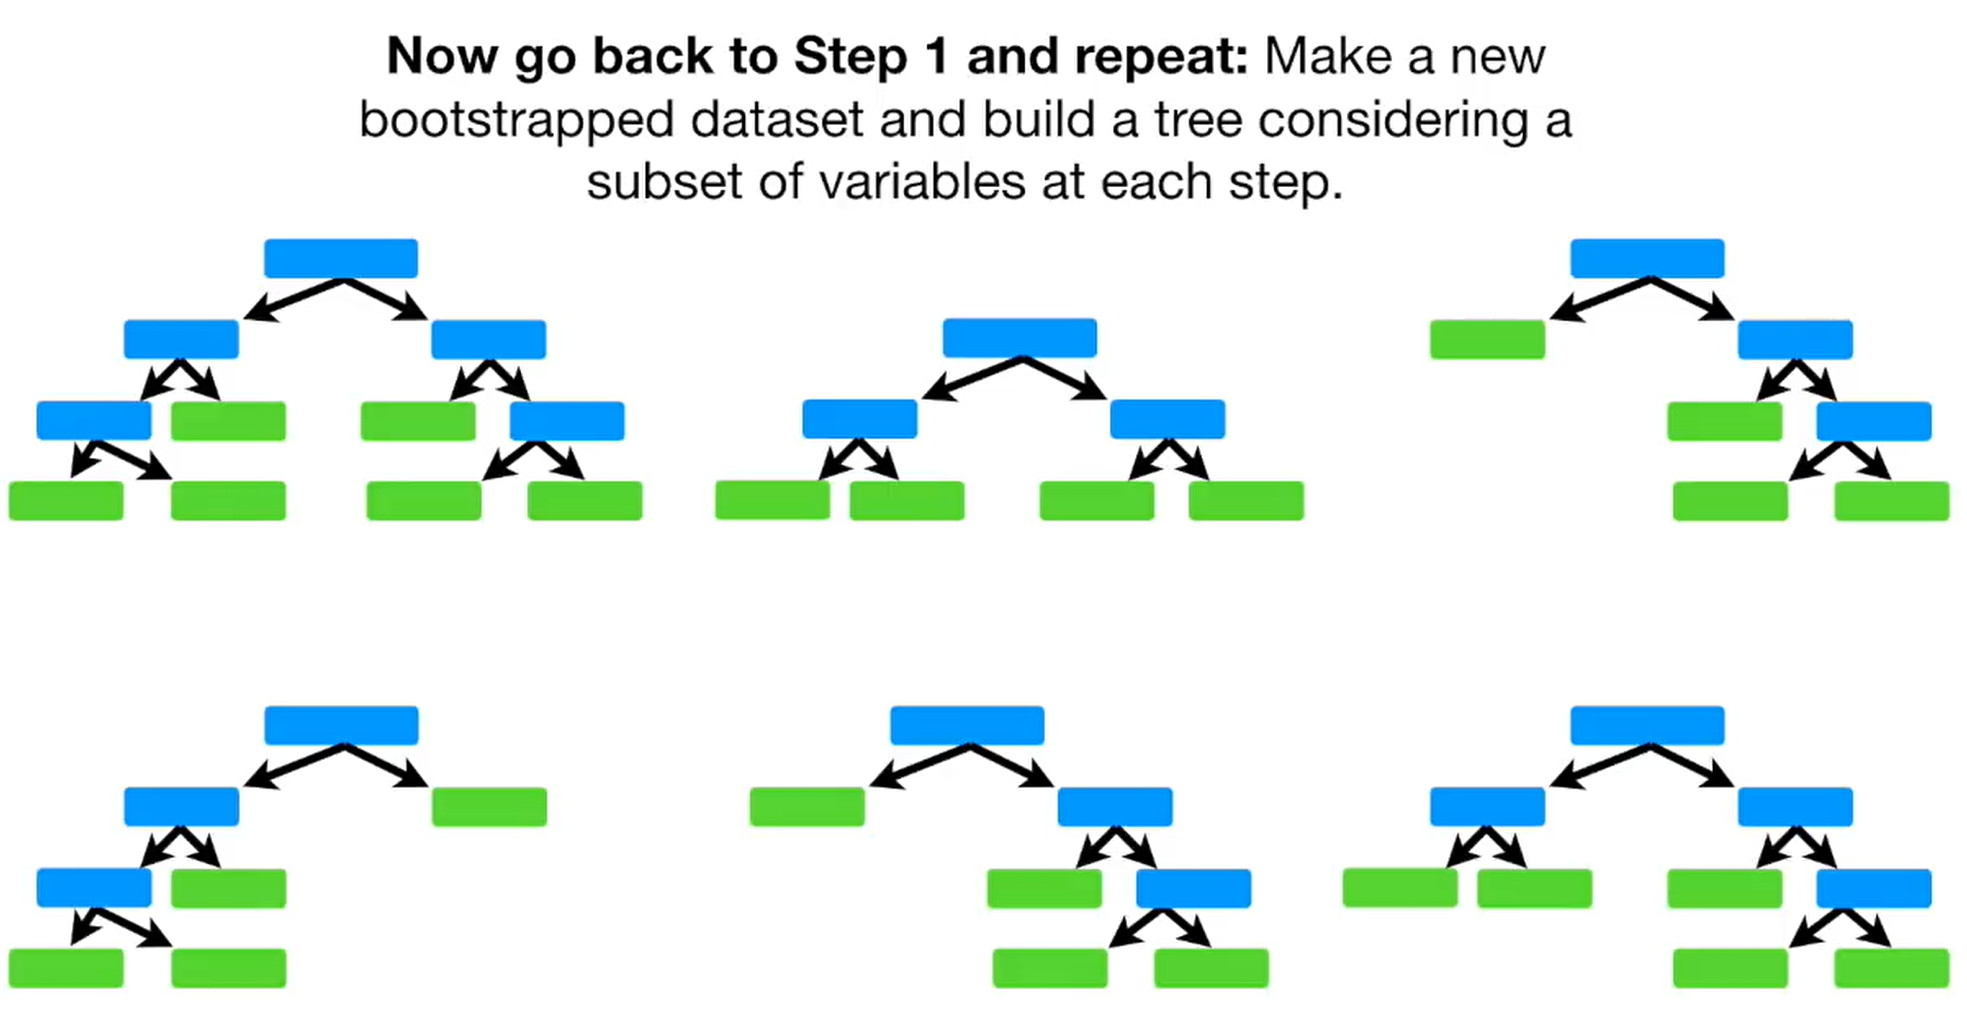 Now go back to Step 1 and repeat: Make a new
bootstrapped dataset and build a tree considering a
subset of variables at each step.